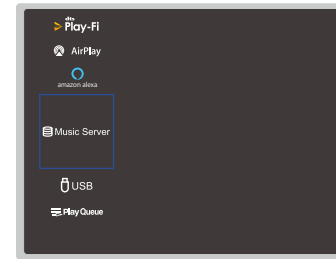 dts
Play-Fi
AirPlay
amazon alexa
Music Server
USB
Play Queue